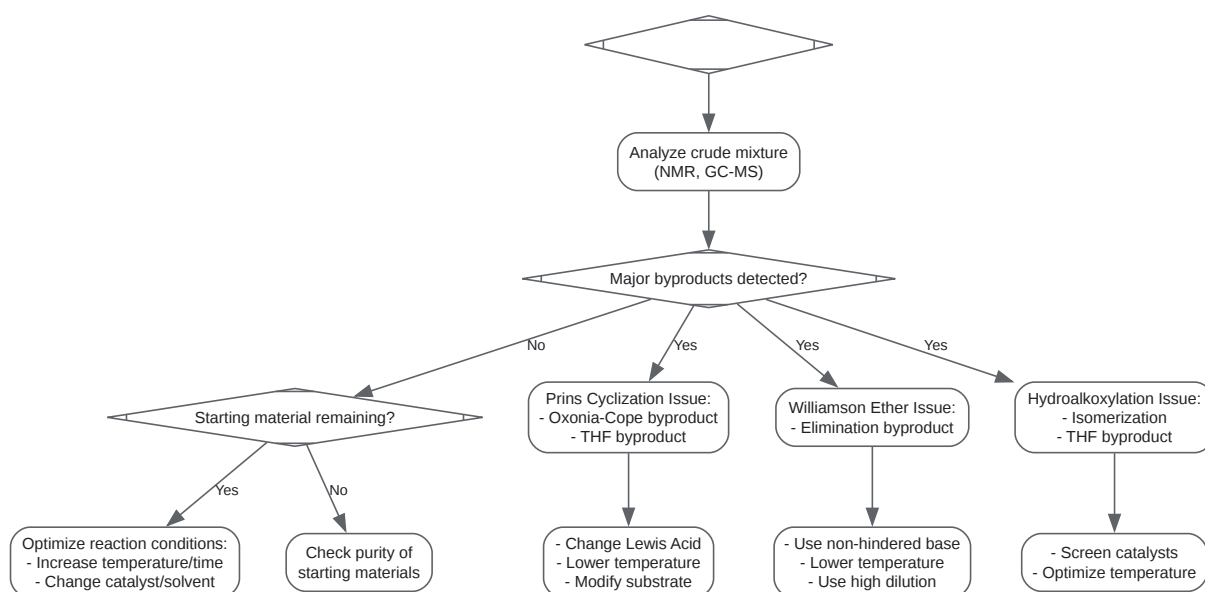 Analyze crude mixture
(NMR, GC-MS)
Major byproducts detected?
No
Yes
Yes
Yes
Starting material remaining?
Prins Cyclization Issue:
- Oxonia-Cope byproduct
- THF byproduct
Williamson Ether Issue:
- Elimination byproduct
Hydroalkoxylation Issue:
- Isomerization
- THF byproduct
Yes
No
Optimize reaction conditions:
- Increase temperature/time
- Change catalyst/solvent
Check purity of
starting materials
- Change Lewis Acid
- Lower temperature
- Modify substrate
- Use non-hindered base
- Lower temperature
- Use high dilution
- Screen catalysts
- Optimize temperature